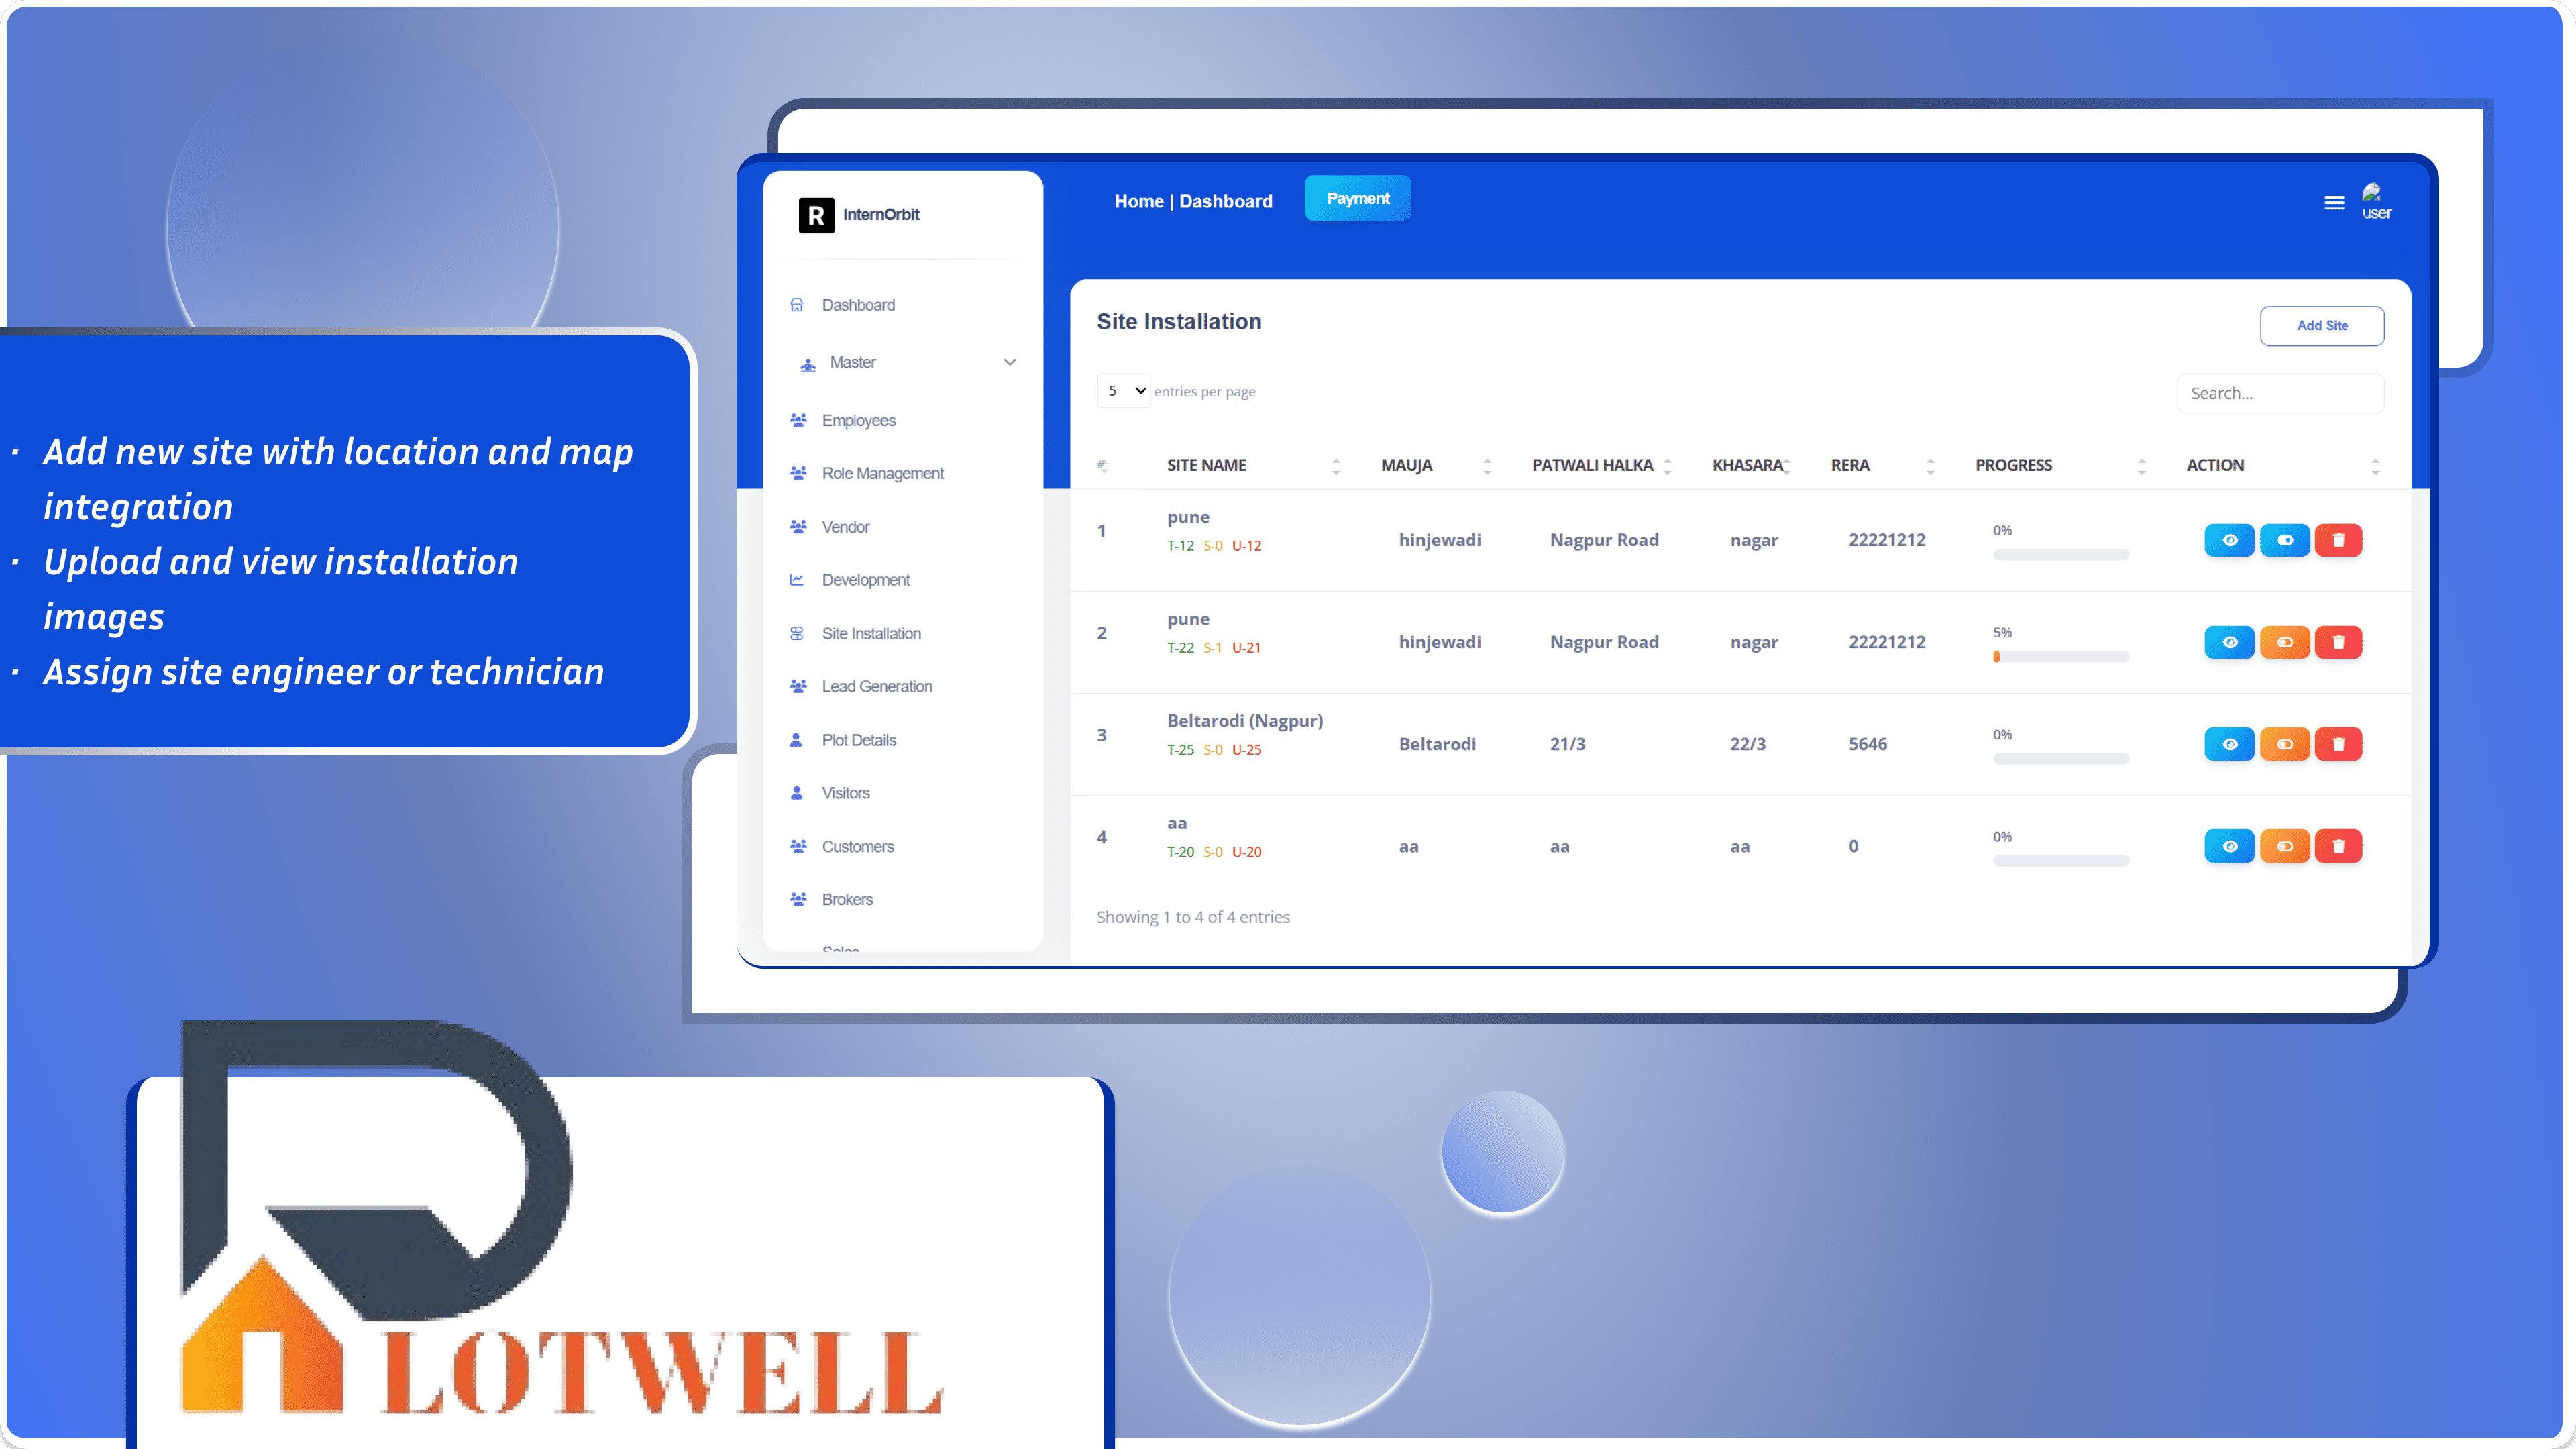 · Add new site with location and map
integration
· Upload and view installation
images
· Assign site engineer or technician
R InternOrbit
Dashboard
Master
Employees
Role Management
Vendor
Development
Site Installation
Lead Generation
Plot Details
Visitors
Customers
Brokers
Sales
Home | Dashboard
Payment
user
Site Installation
Add Site
5 entries per page
Search...
# SITE NAME MAUJA PATWALI HALKA KHASARA RERA PROGRESS ACTION
1 pune hinjewadi Nagpur Road nagar 22221212 0%
T-12 S-0 U-12
2 pune hinjewadi Nagpur Road nagar 22221212 5%
T-22 S-1 U-21
3 Beltarodi (Nagpur) Beltarodi 21/3 22/3 5646 0%
T-25 S-0 U-25
4 aa aa aa aa 0 0%
T-20 S-0 U-20
Showing 1 to 4 of 4 entries
PLOTWELL